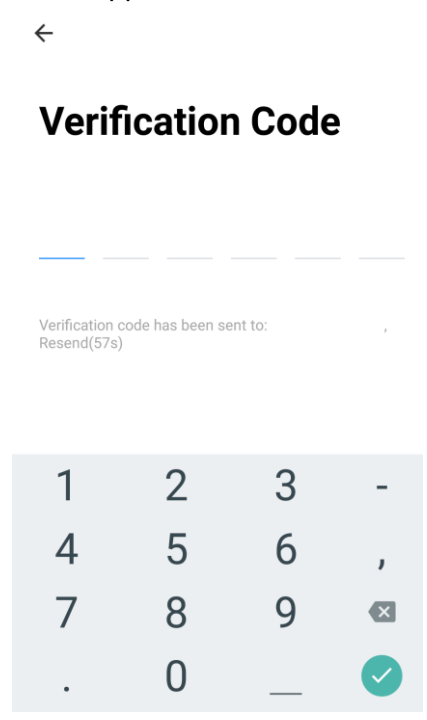 Verification Code
Verification code has been sent to: ,
Resend(57s)
1 2 3 -
4 5 6 ,
7 8 9
. 0 _